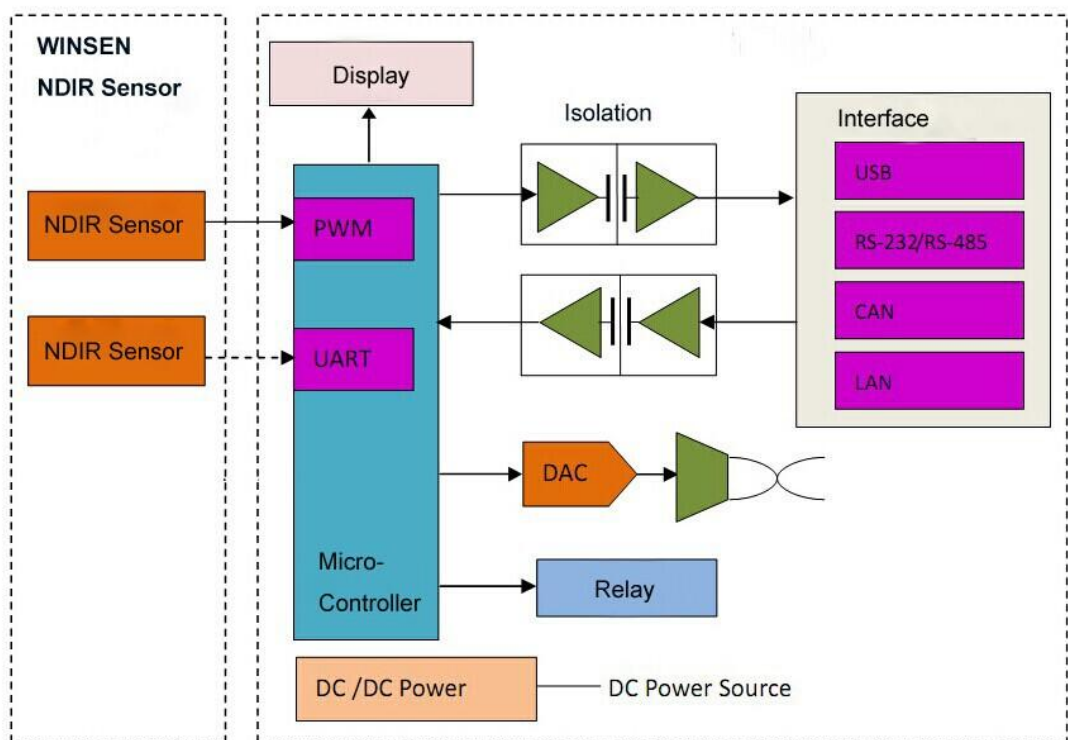 WINSEN
NDIR Sensor
NDIR Sensor
NDIR Sensor
Display
PWM
UART
Micro-
Controller
Isolation
Interface
USB
RS-232/RS-485
CAN
LAN
DAC
Relay
DC /DC Power
DC Power Source